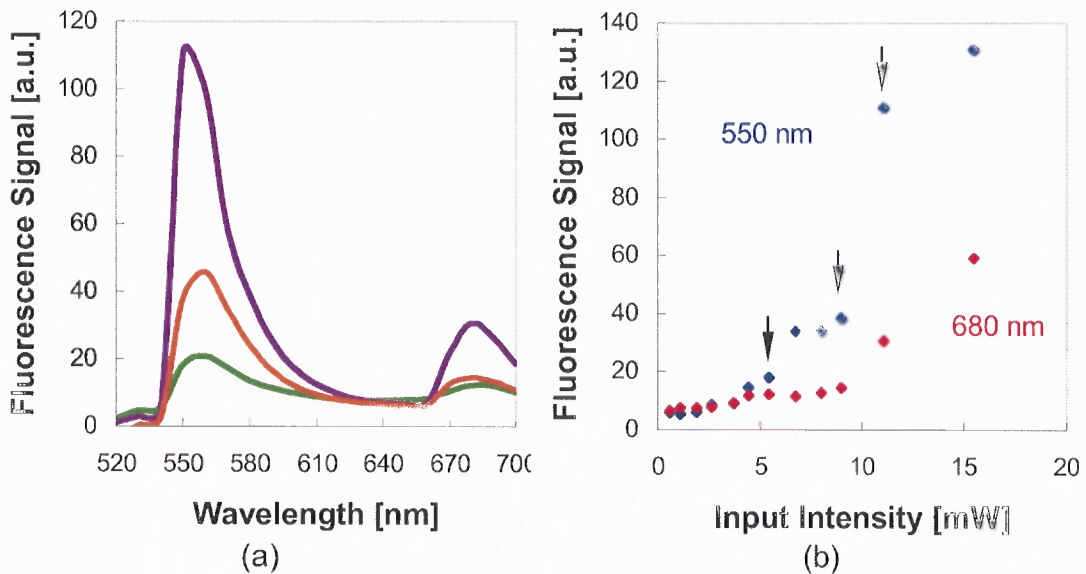 120
100
80
60
40
20
0
520 550 580 610 640 670 700
Fluorescence Signal [a.u.]
Wavelength [nm]
(a)
140
120
100
80
60
40
20
0
0 5 10 15 20
Fluorescence Signal [a.u.]
550 nm
680 nm
Input Intensity [mW]
(b)